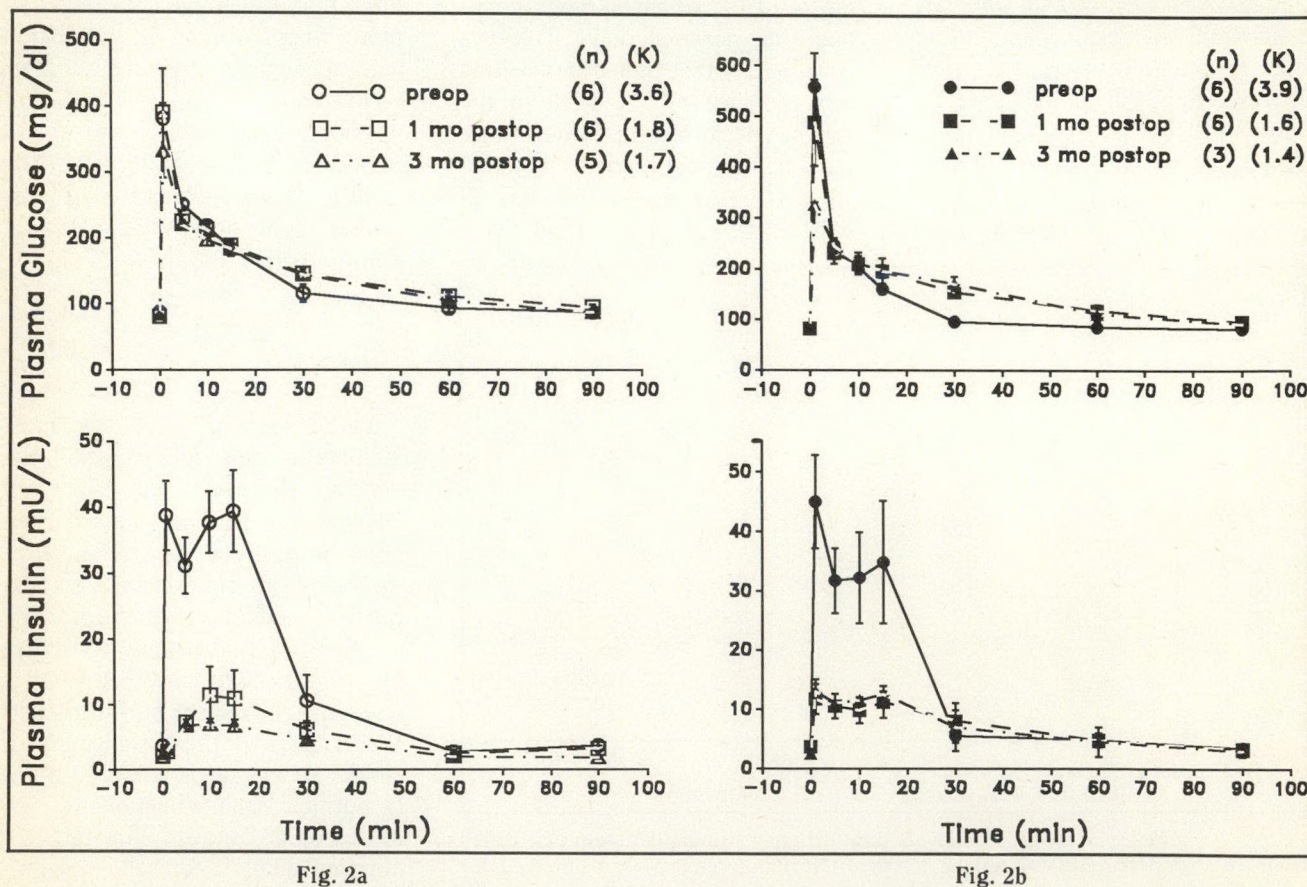 Plasma Glucose (mg/dl)
500
400
300
200
100
0
(n) (K)
preop (6) (3.6)
1 mo postop (6) (1.8)
3 mo postop (5) (1.7)
-10 0 10 20 30 40 50 60 70 80 90 100
600
500
400
300
200
100
0
(n) (K)
preop (6) (3.9)
1 mo postop (6) (1.6)
3 mo postop (3) (1.4)
-10 0 10 20 30 40 50 60 70 80 90 100
Plasma Insulin (mU/L)
50
40
30
20
10
0
-10 0 10 20 30 40 50 60 70 80 90 100
Time (min)
50
40
30
20
10
0
-10 0 10 20 30 40 50 60 70 80 90 100
Time (min)
Fig. 2a
Fig. 2b